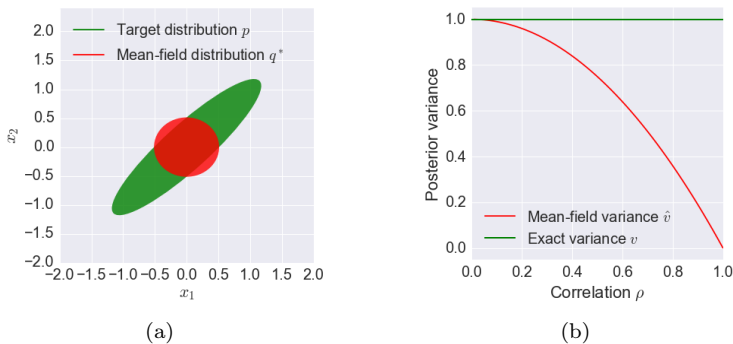 Target distribution p
Mean-field distribution q*
2.0
1.5
1.0
0.5
0.0
−0.5
−1.0
−1.5
−2.0
x₂
−2.0 −1.5 −1.0 −0.5 0.0 0.5 1.0 1.5 2.0
x₁
(a)
1.0
0.8
0.6
0.4
0.2
0.0
Posterior variance
Mean-field variance v̂
Exact variance v
0.0 0.2 0.4 0.6 0.8 1.0
Correlation ρ
(b)